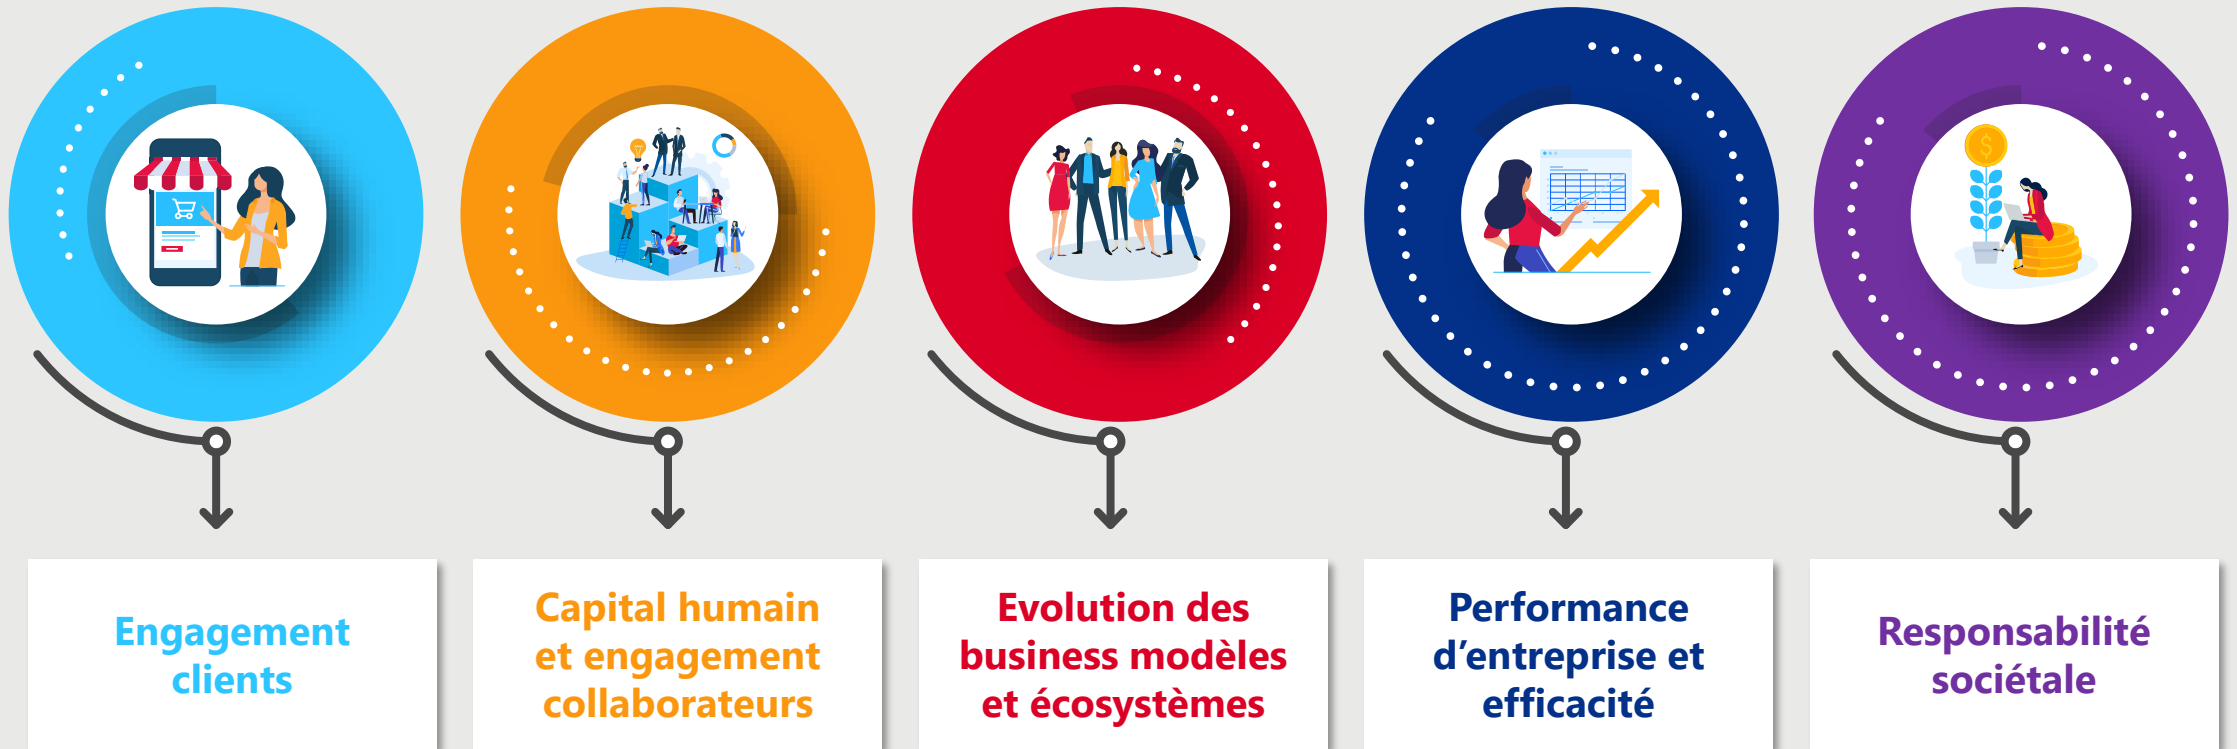 Engagement
clients
Capital humain
et engagement
collaborateurs
Evolution des
business modèles
et écosystèmes
Performance
d’entreprise et
efficacité
Responsabilité
sociétale